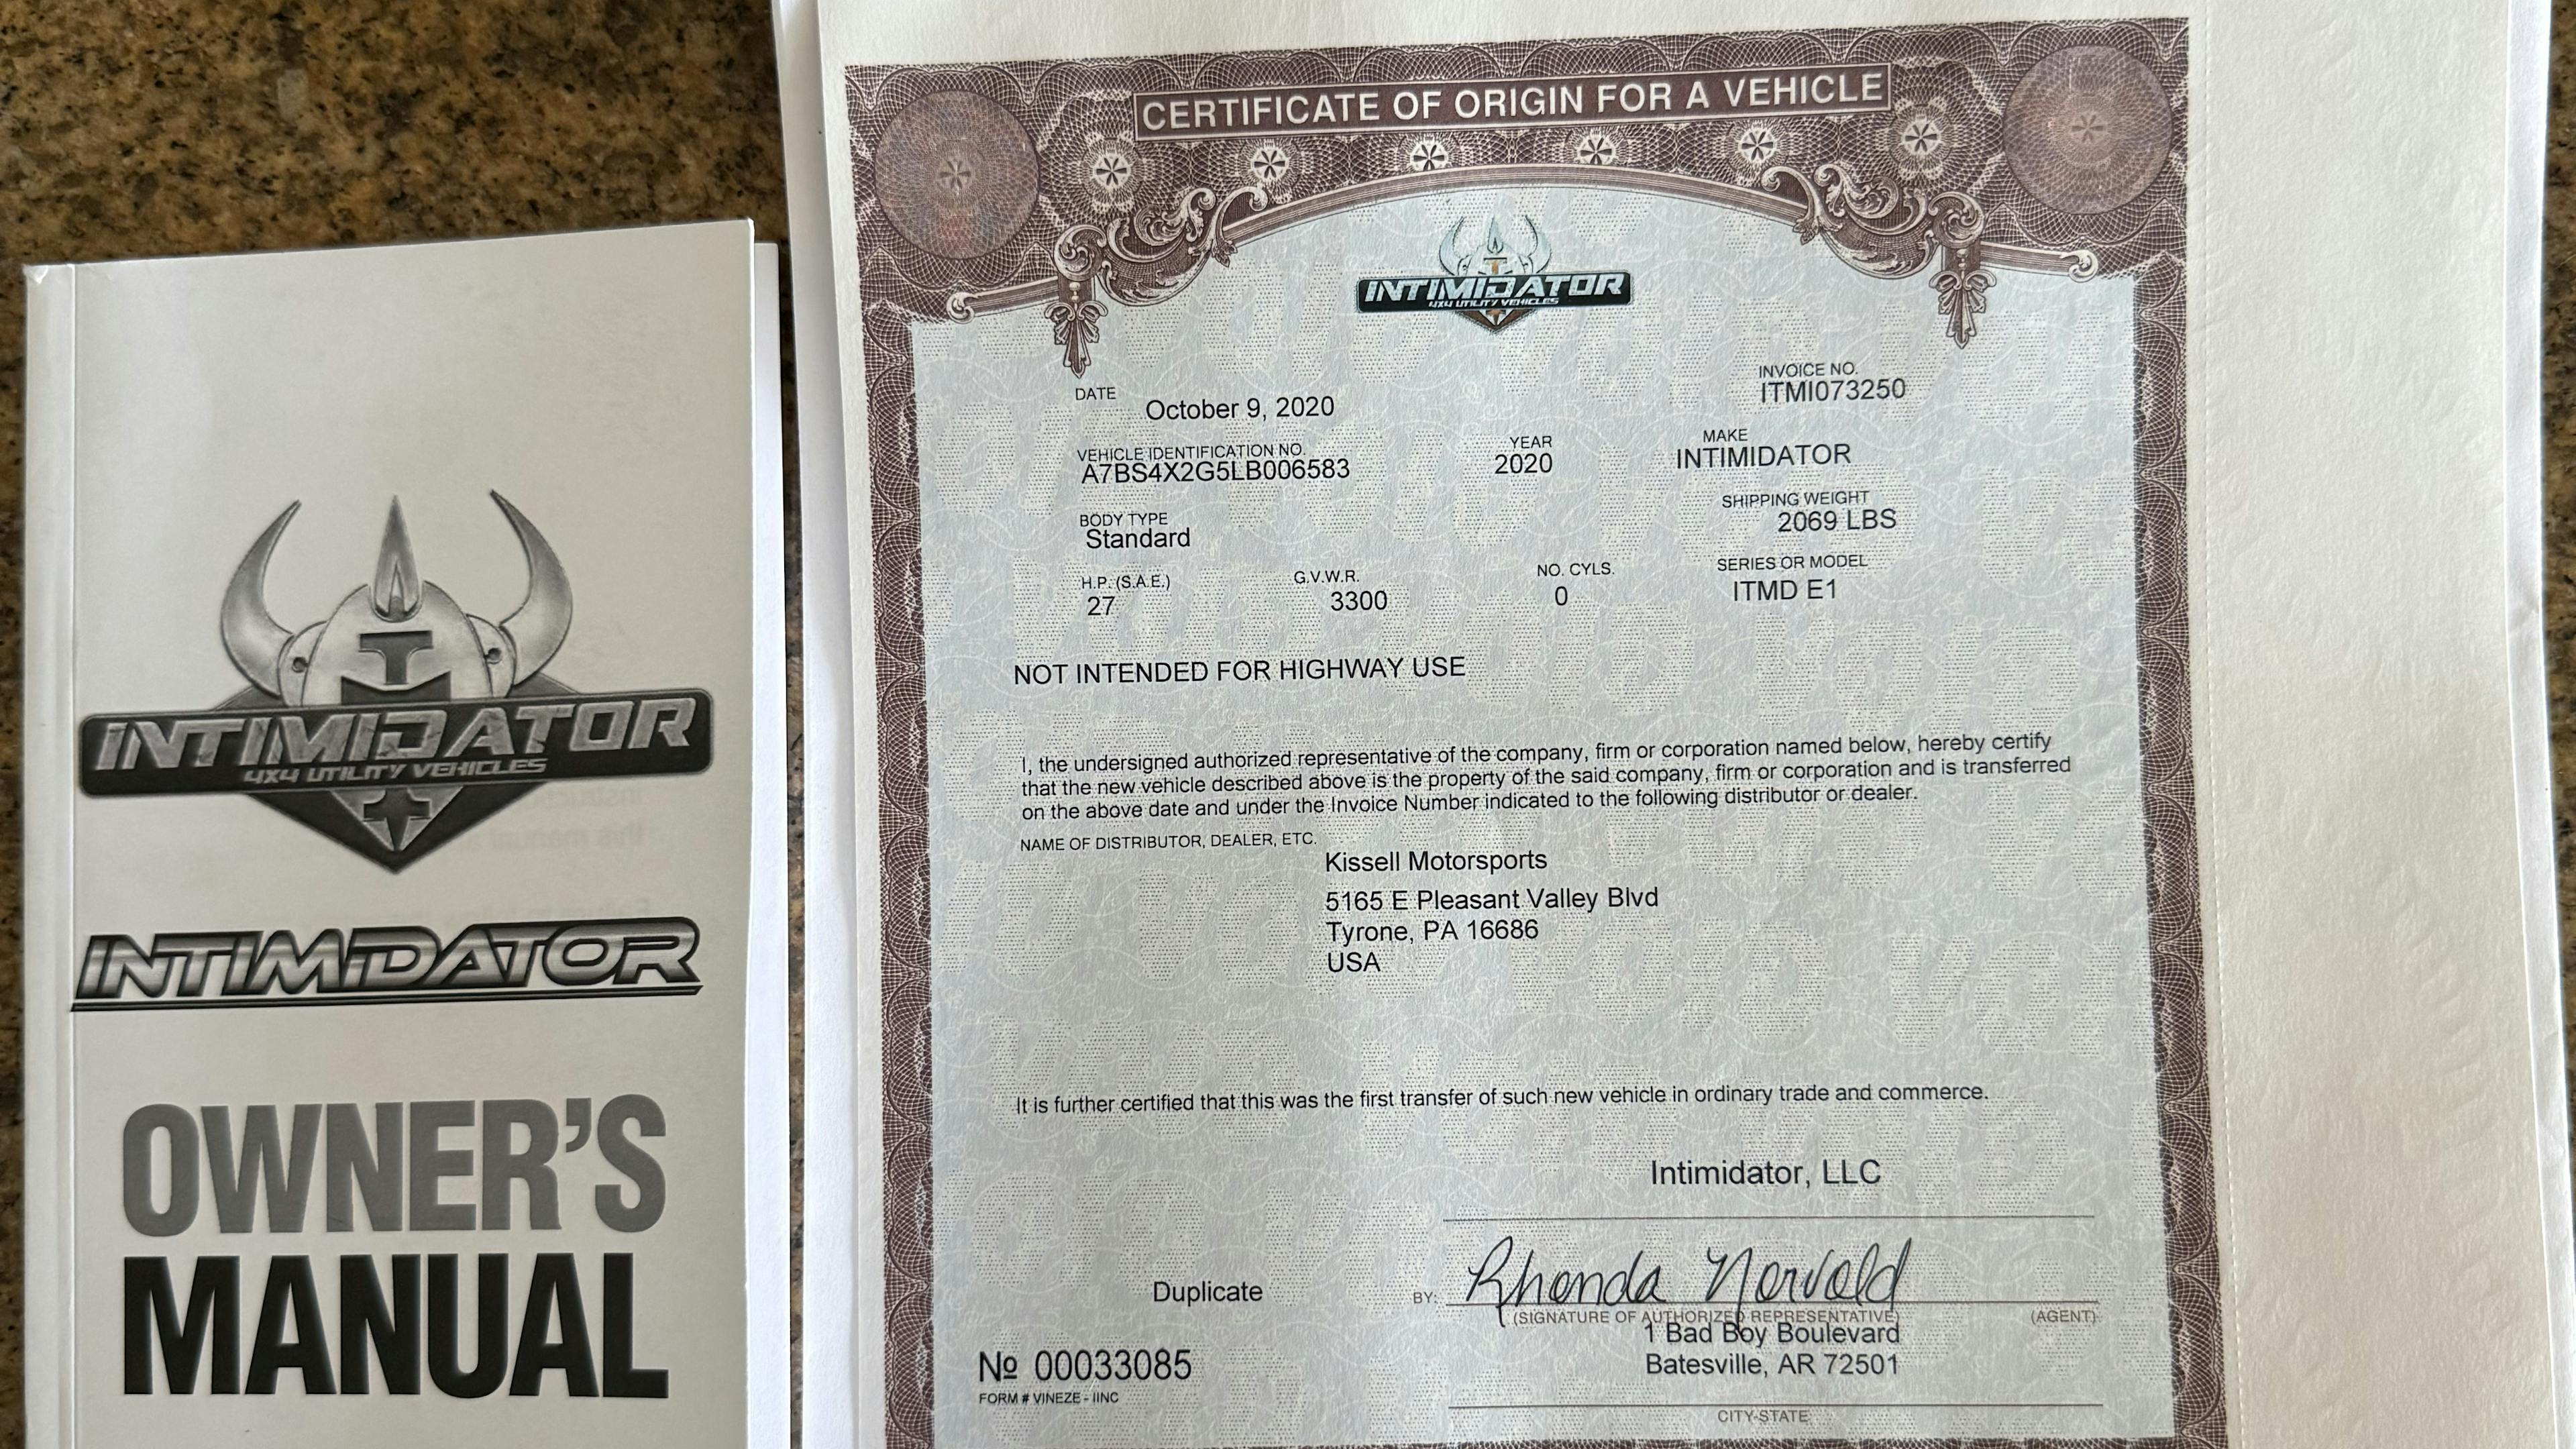 INTIMIDATOR
4X4 UTILITY VEHICLES
INTIMIDATOR
OWNER'S
MANUAL
CERTIFICATE OF ORIGIN FOR A VEHICLE
INTIMIDATOR
4X4 UTILITY VEHICLES
DATE
October 9, 2020
INVOICE NO.
ITMI073250
VEHICLE IDENTIFICATION NO.
A7BS4X2G5LB006583
YEAR
2020
MAKE
INTIMIDATOR
BODY TYPE
Standard
SHIPPING WEIGHT
2069 LBS
H.P. (S.A.E.)
27
G.V.W.R.
3300
NO. CYLS.
0
SERIES OR MODEL
ITMD E1
NOT INTENDED FOR HIGHWAY USE
I, the undersigned authorized representative of the company, firm or corporation named below, hereby certify
that the new vehicle described above is the property of the said company, firm or corporation and is transferred
on the above date and under the Invoice Number indicated to the following distributor or dealer.
NAME OF DISTRIBUTOR, DEALER, ETC.
Kissell Motorsports
5165 E Pleasant Valley Blvd
Tyrone, PA 16686
USA
It is further certified that this was the first transfer of such new vehicle in ordinary trade and commerce.
Intimidator, LLC
Duplicate
BY: Rhonda Norvold
(SIGNATURE OF AUTHORIZED REPRESENTATIVE) (AGENT)
1 Bad Boy Boulevard
Batesville, AR 72501
№ 00033085
FORM # VINEZE - IINC
CITY-STATE